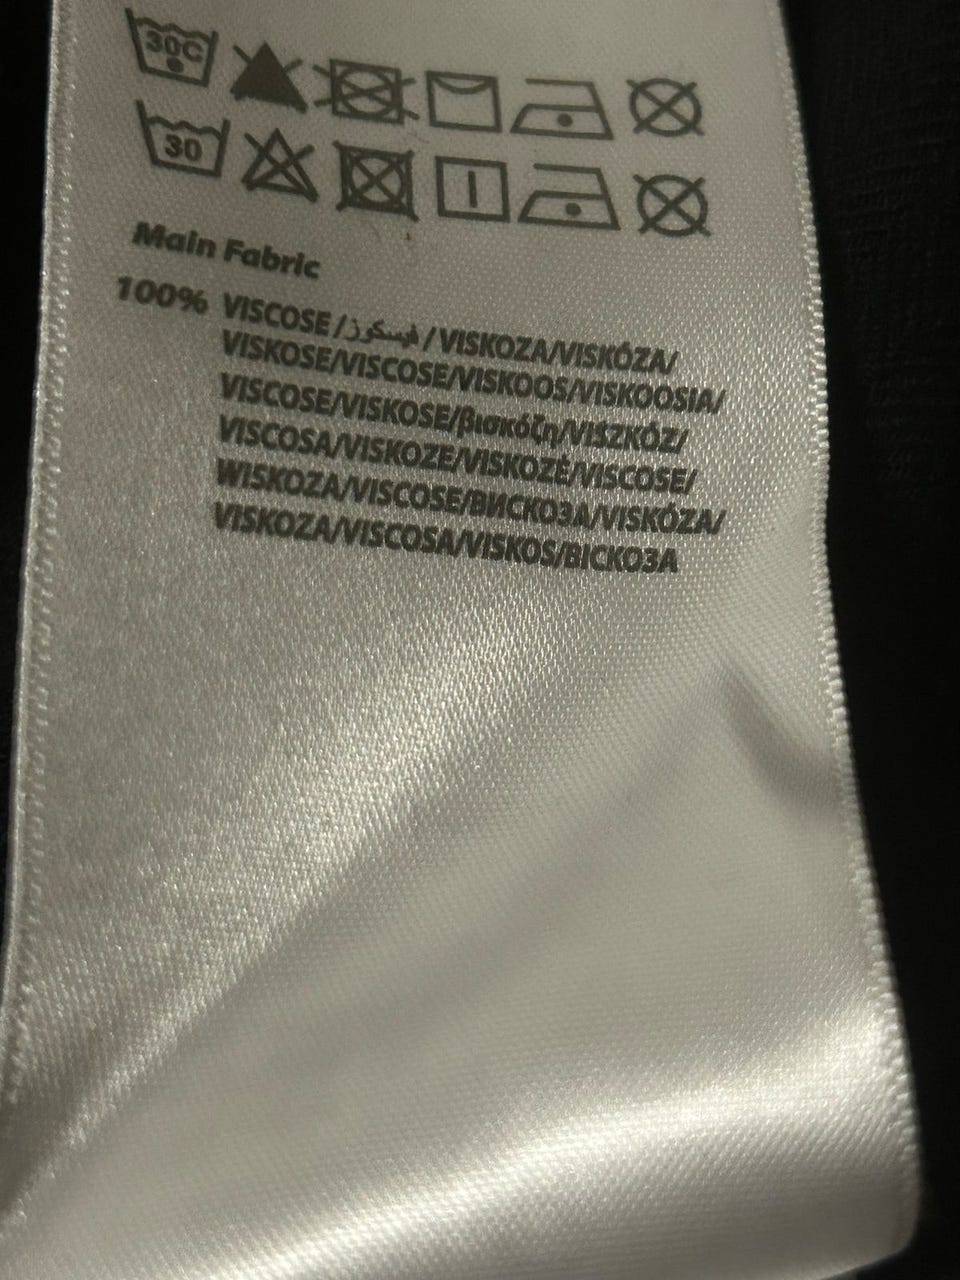 30C
30
Main Fabric
100% VISCOSE/فيسكوز/VISKOZA/VISKÓZA/
VISKOSE/VISCOSE/VISKOOS/VISKOOSIA/
VISCOSE/VISKOSE/βισκόζη/VISZKÓZ/
VISCOSA/VISKOZE/VISKOZĖ/VISCOSE/
WISKOZA/VISCOSE/ВИСКОЗА/VISKÓZA/
VISKOZA/VISCOSA/VISKOS/ВІСКОЗА